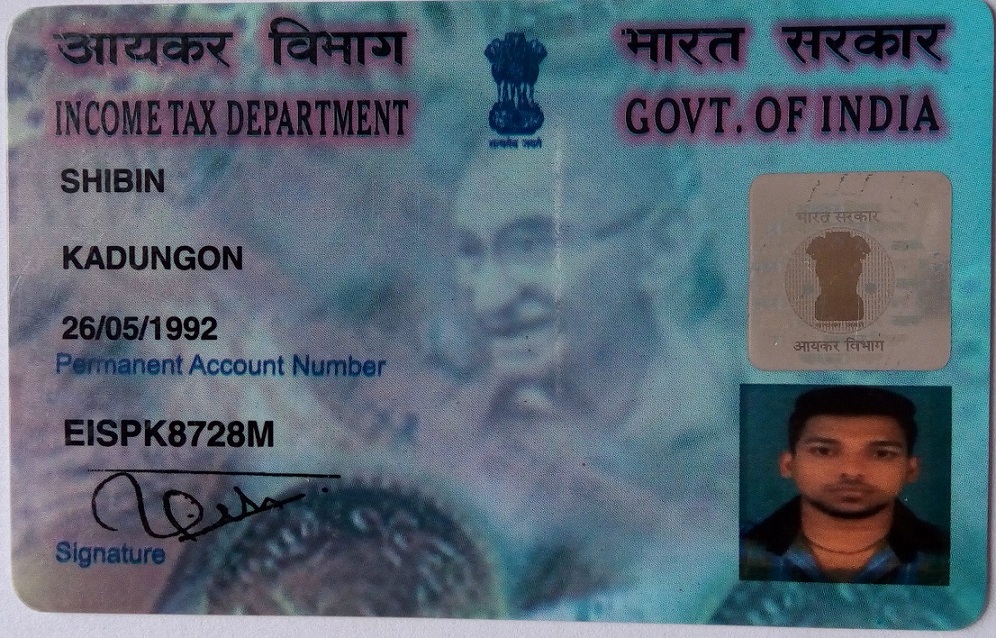 आयकर विभाग
भारत सरकार
INCOME TAX DEPARTMENT
GOVT. OF INDIA
सत्यमेव जयते
SHIBIN
KADUNGON
26/05/1992
Permanent Account Number
EISPK8728M
Signature
भारत सरकार
आयकर विभाग